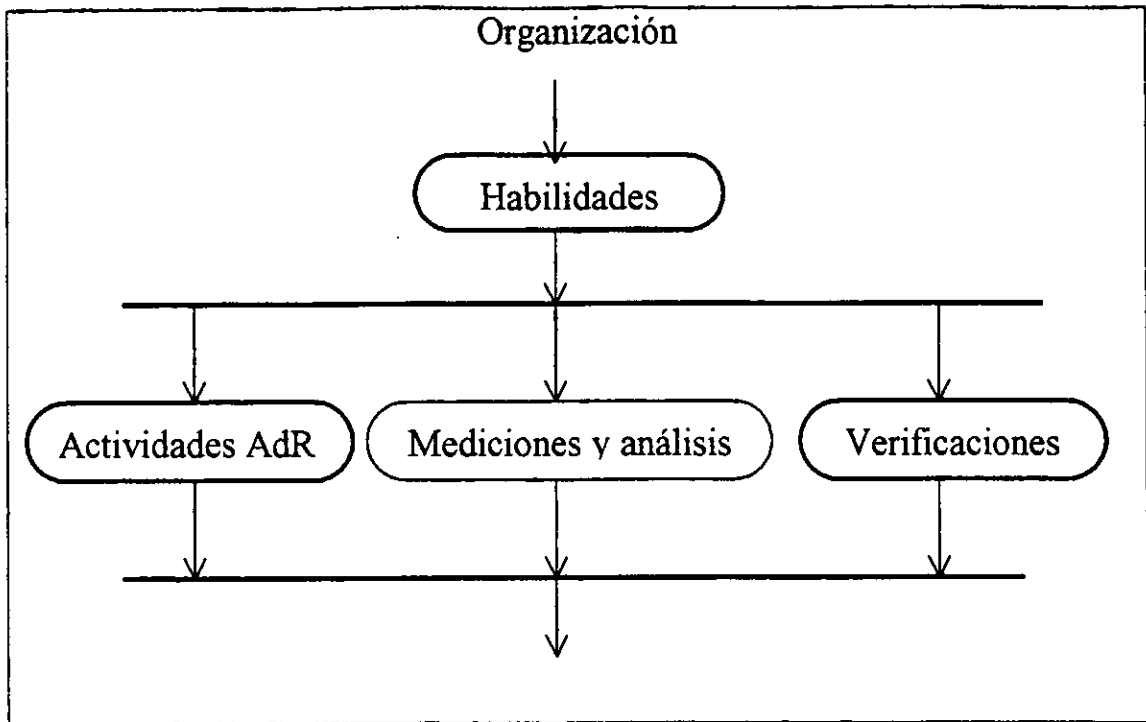 Organización
Habilidades
Actividades AdR
Mediciones y análisis
Verificaciones